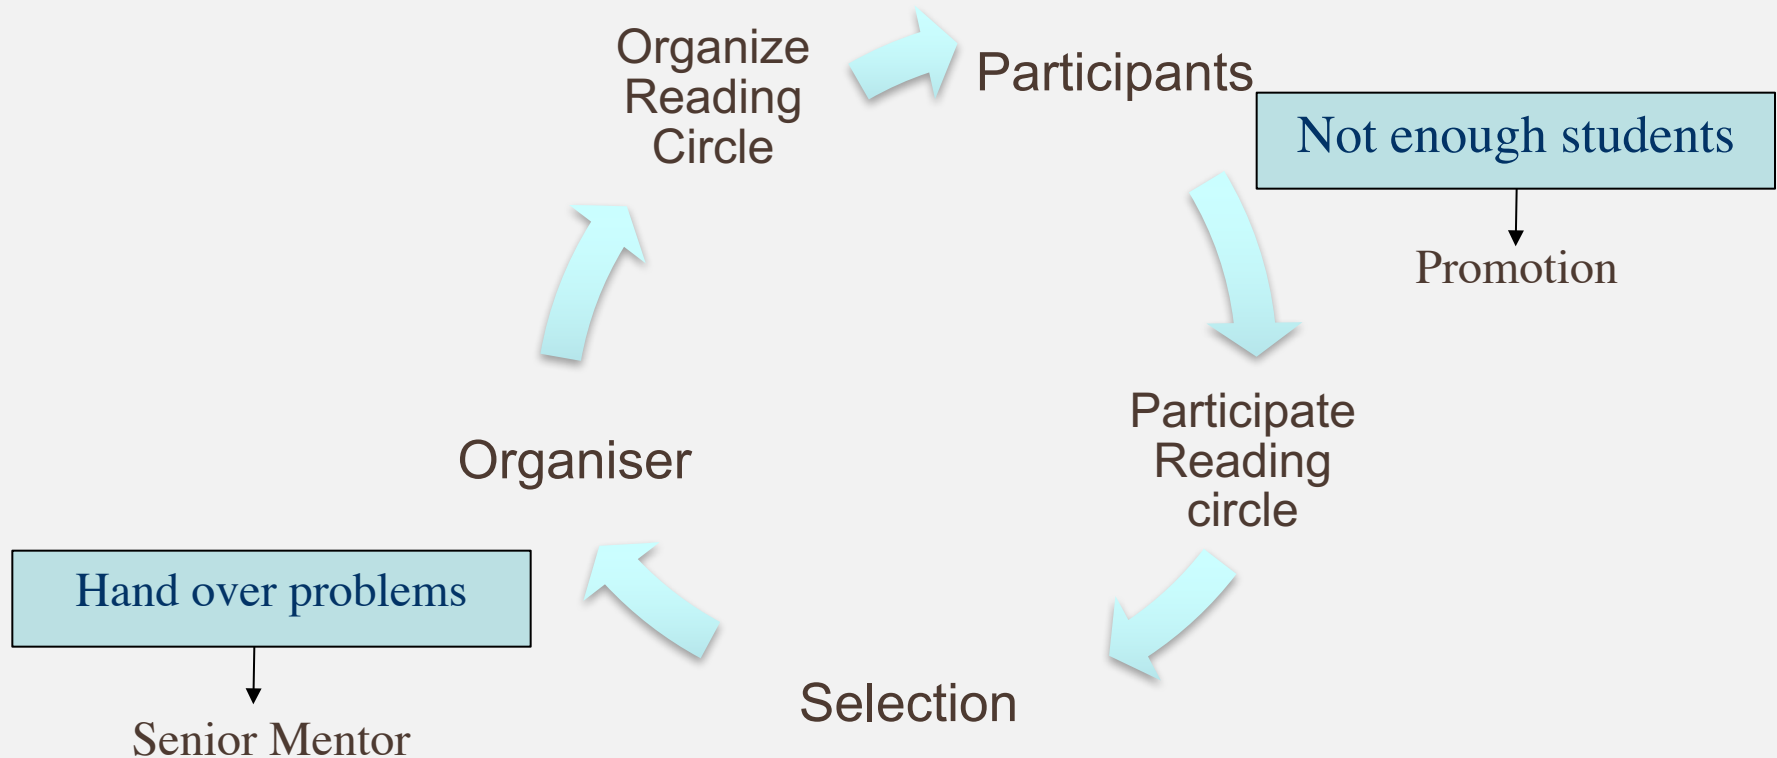 Organize
Reading
Circle
Participants
Not enough students
Promotion
Participate
Reading
circle
Organiser
Hand over problems
Senior Mentor
Selection